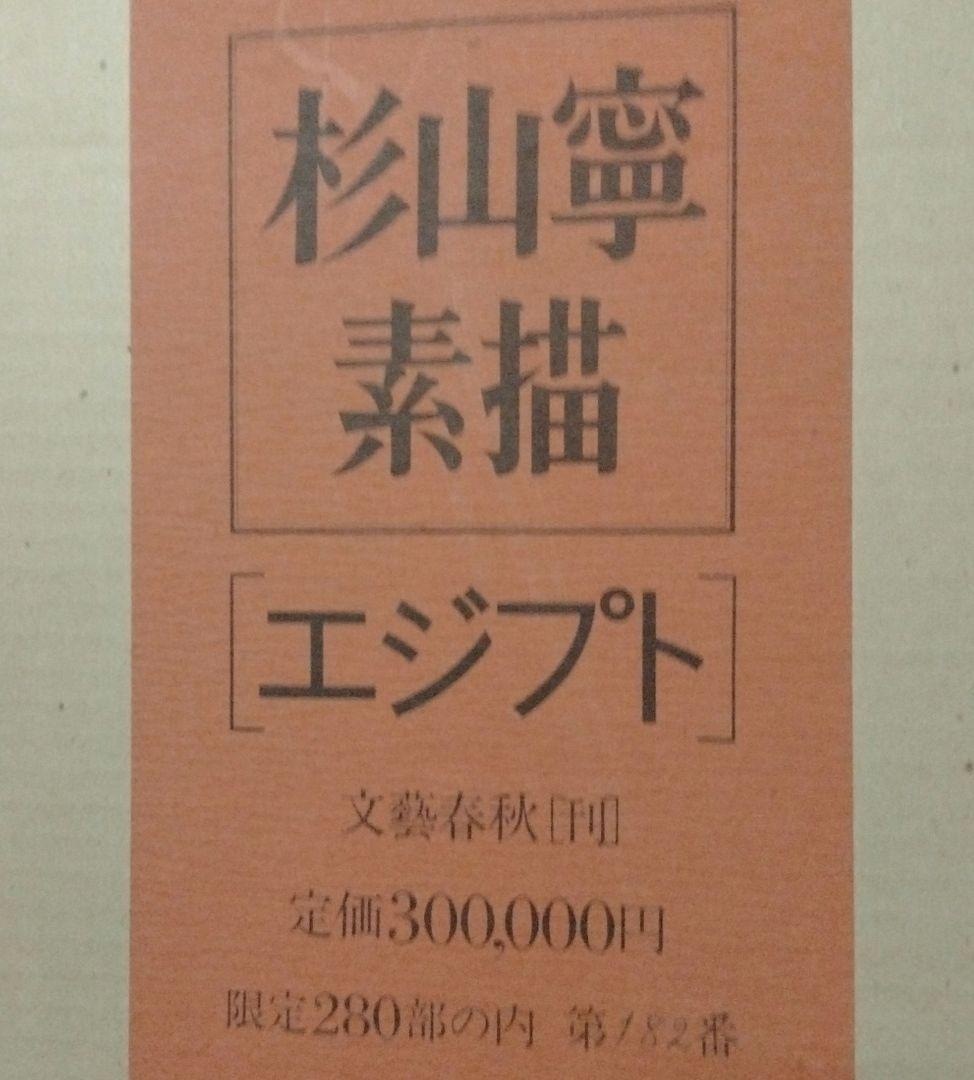 杉山寧
素描
[エジプト]
文藝春秋[刊]
定価300,000円
限定280部の内 第182番